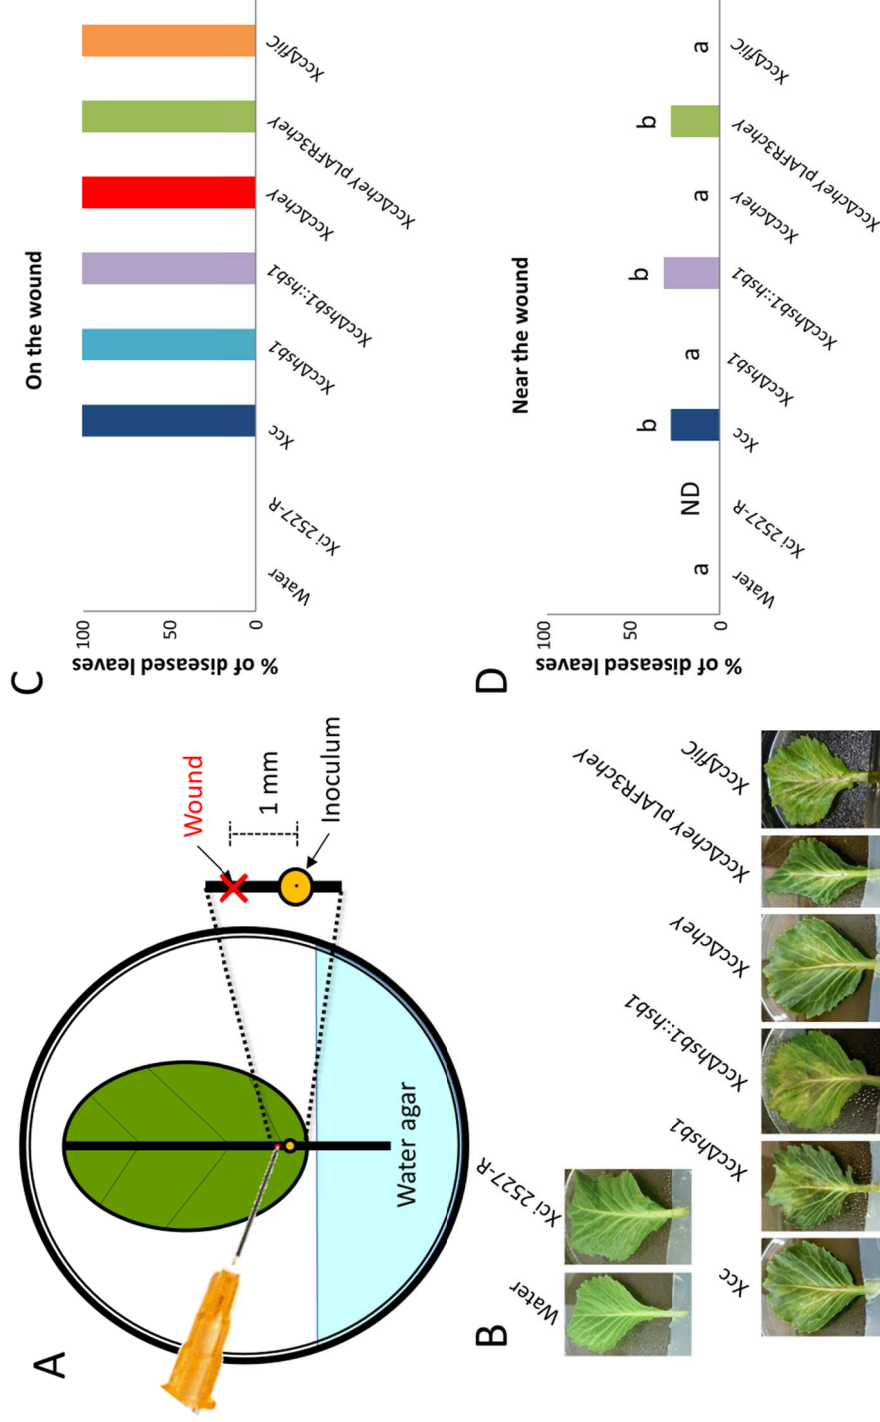 A
Wound
1 mm
Inoculum
Water agar
B
Water
Xci 2527-R
Xcc
XccΔhsb1
XccΔhsb1::hsb1
XccΔcheY
XccΔcheY pLAFR3cheY
XccΔfliC
C
On the wound
% of diseased leaves
100
50
0
Water
Xci 2527-R
Xcc
XccΔhsb1
XccΔhsb1::hsb1
XccΔcheY
XccΔcheY pLAFR3cheY
XccΔfliC
D
Near the wound
% of diseased leaves
100
50
0
a
ND
b
a
b
a
b
a
Water
Xci 2527-R
Xcc
XccΔhsb1
XccΔhsb1::hsb1
XccΔcheY
XccΔcheY pLAFR3cheY
XccΔfliC